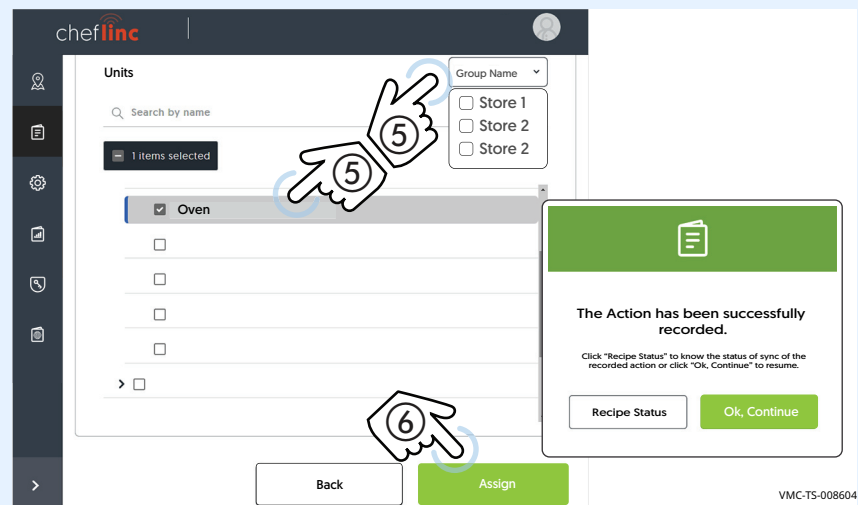 cheflinc
Units
Group Name
Search by name
Store 1
Store 2
Store 2
5
1 items selected
5
Oven
The Action has been successfully
recorded.
Click "Recipe Status" to know the status of sync of the
recorded action or click "Ok, Continue" to resume.
Recipe Status
Ok, Continue
6
Back
Assign
VMC-TS-008604